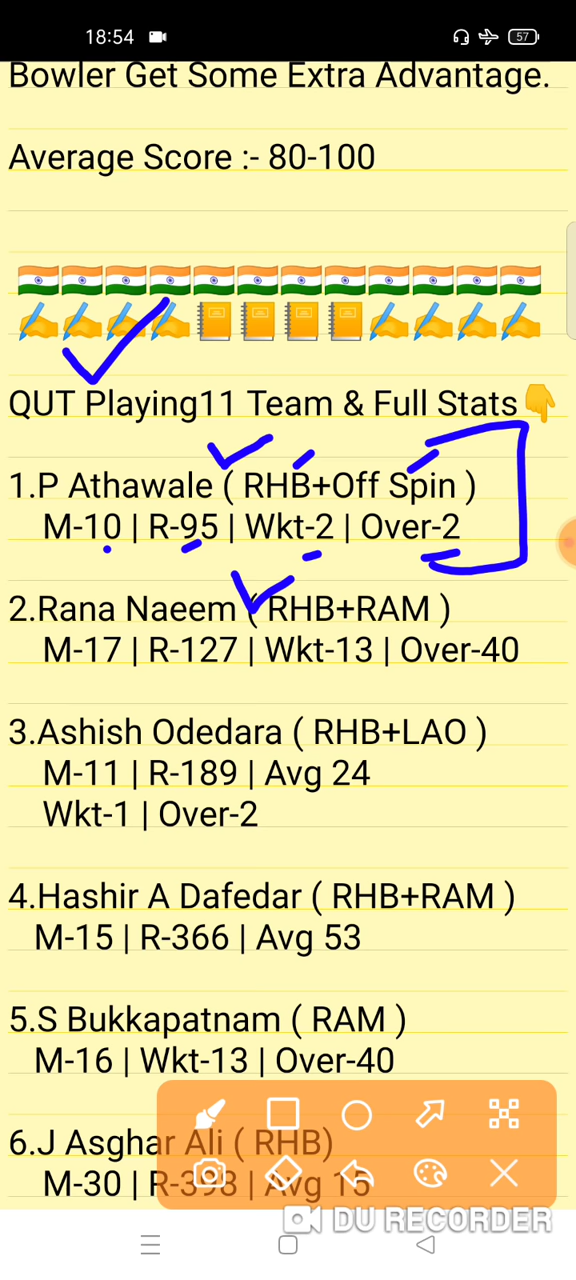 18:54
57
Bowler Get Some Extra Advantage.
Average Score :- 80-100
QUT Playing11 Team & Full Stats👇
1.P Athawale ( RHB+Off Spin )
M-10 | R-95 | Wkt-2 | Over-2
2.Rana Naeem ( RHB+RAM )
M-17 | R-127 | Wkt-13 | Over-40
3.Ashish Odedara ( RHB+LAO )
M-11 | R-189 | Avg 24
Wkt-1 | Over-2
4.Hashir A Dafedar ( RHB+RAM )
M-15 | R-366 | Avg 53
5.S Bukkapatnam ( RAM )
M-16 | Wkt-13 | Over-40
6.J Asghar Ali ( RHB)
M-30 | R-398 | Avg 15
DU RECORDER